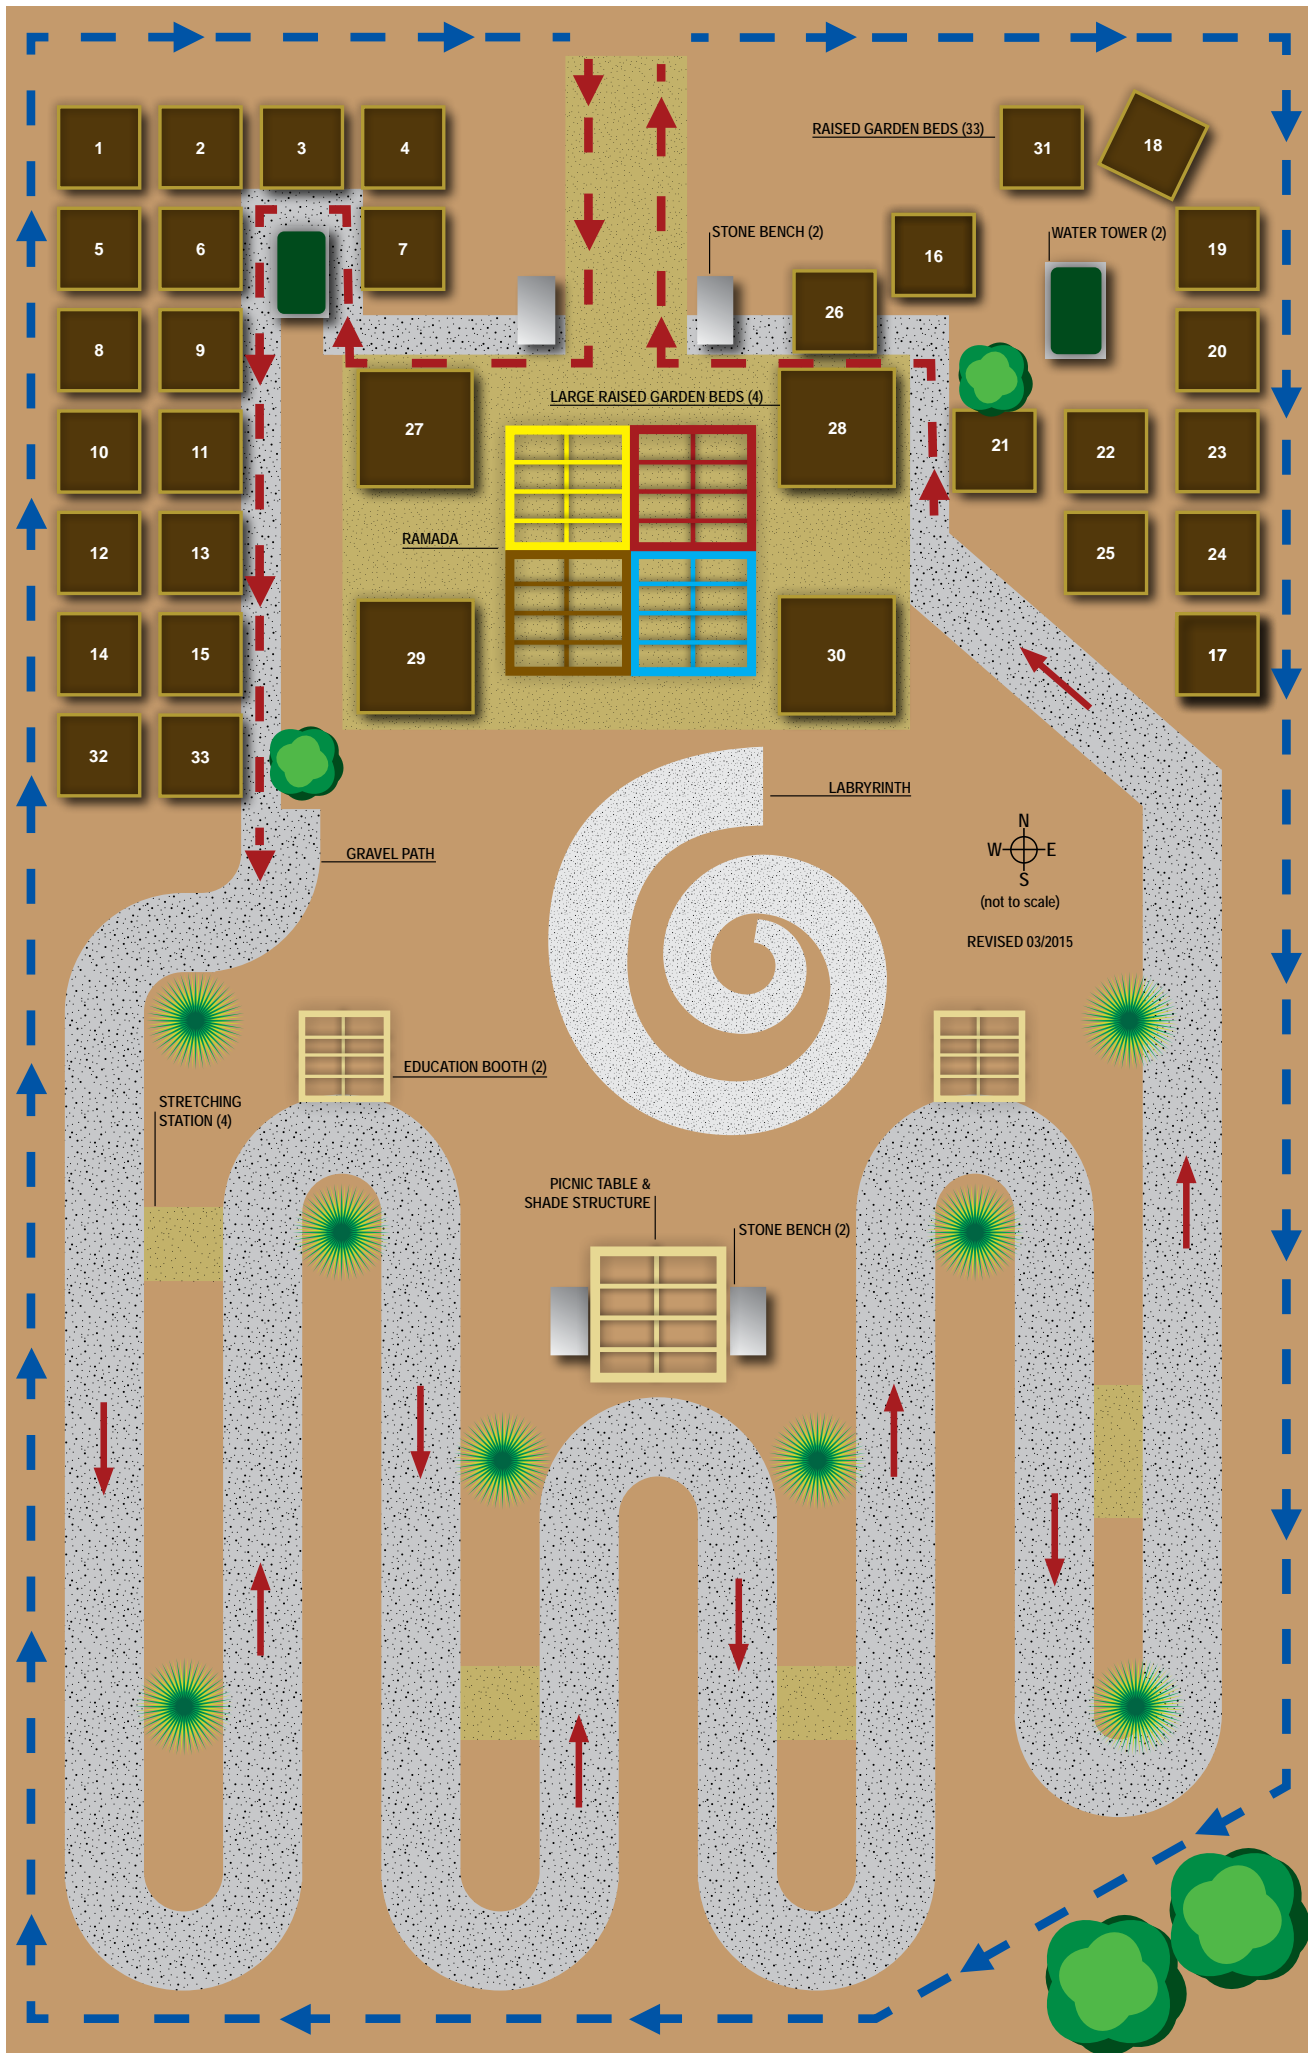 RAISED GARDEN BEDS (33)
31
18
1
2
3
4
STONE BENCH (2)
WATER TOWER (2)
5
6
7
16
19
26
8
9
20
LARGE RAISED GARDEN BEDS (4)
27
28
21
22
23
10
11
RAMADA
12
13
25
24
14
15
29
30
17
32
33
LABRYRINTH
N
W E
S
(not to scale)
GRAVEL PATH
REVISED 03/2015
EDUCATION BOOTH (2)
STRETCHING
STATION (4)
PICNIC TABLE &
SHADE STRUCTURE
STONE BENCH (2)